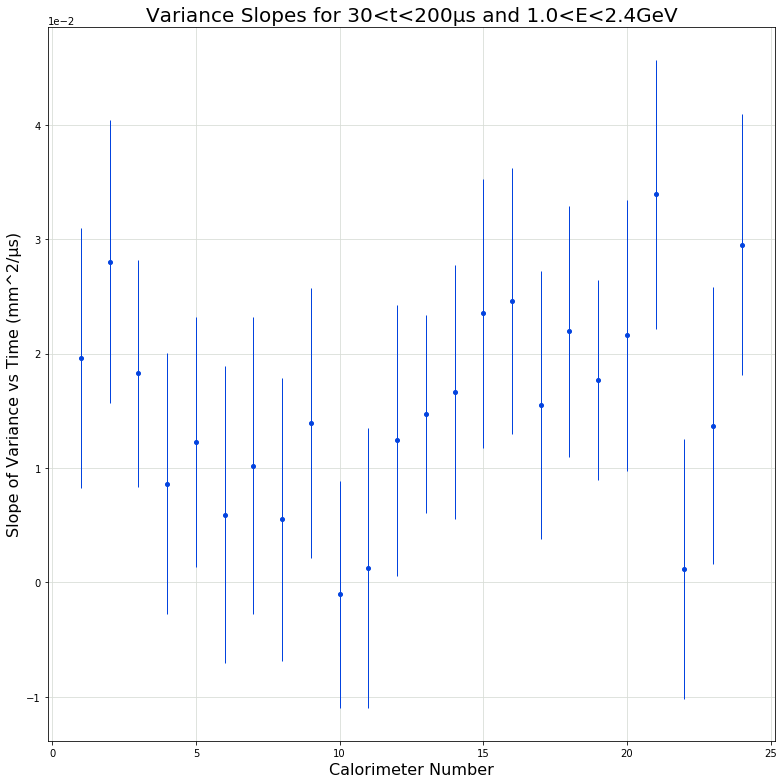 Variance Slopes for 30<t<200μs and 1.0<E<2.4GeV
1e−2
Slope of Variance vs Time (mm^2/μs)
4
3
2
1
0
−1
0 5 10 15 20 25
Calorimeter Number